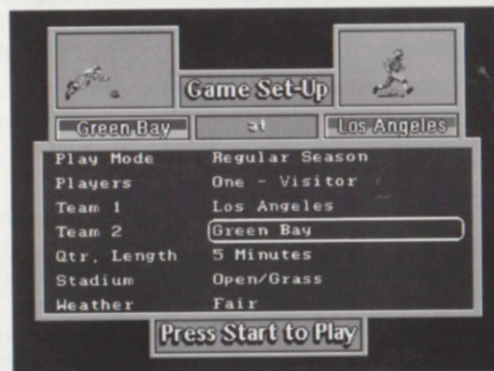 Game Set-Up
Green Bay at Los Angeles
Play Mode Regular Season
Players One - Visitor
Team 1 Los Angeles
Team 2 Green Bay
Qtr. Length 5 Minutes
Stadium Open/Grass
Weather Fair
Press Start to Play